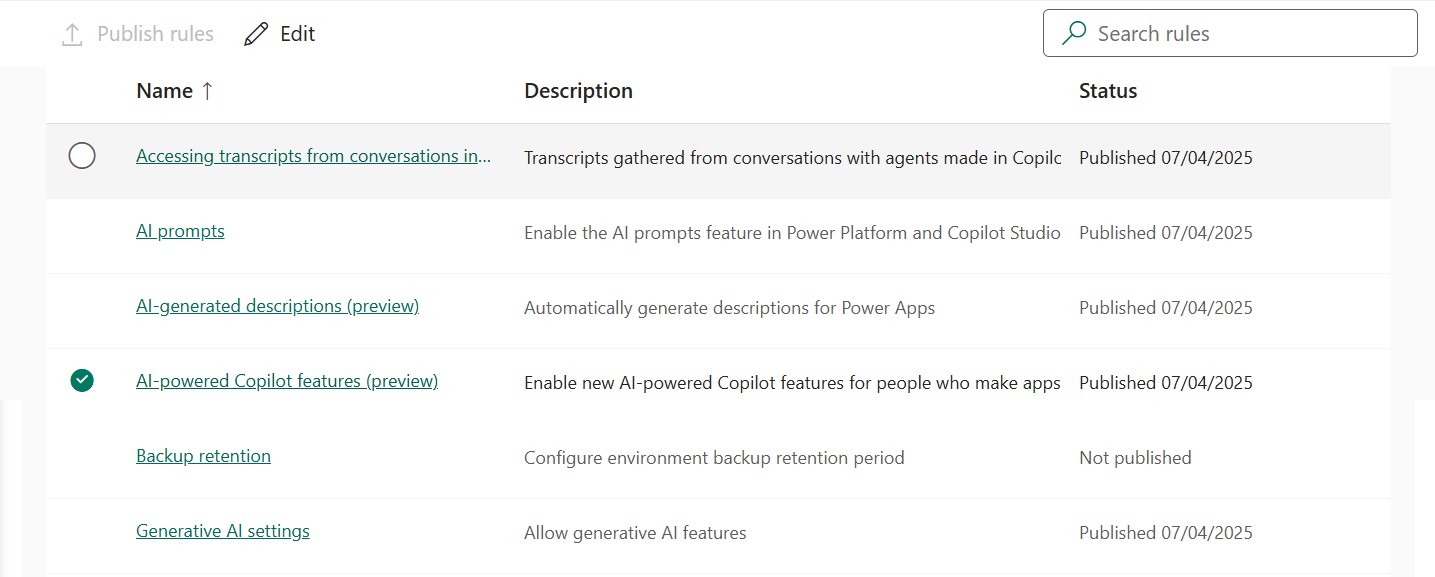 Publish rules Edit Search rules
Name ↑ Description Status
Accessing transcripts from conversations in... Transcripts gathered from conversations with agents made in Published 07/04/2025
AI prompts Enable the AI prompts feature in Power Platform and Copilot Studio Published 07/04/2025
AI-generated descriptions (preview) Automatically generate descriptions for Power Apps Published 07/04/2025
AI-powered Copilot features (preview) Enable new AI-powered Copilot features for people who make apps Published 07/04/2025
Backup retention Configure environment backup retention period Not published
Generative AI settings Allow generative AI features Published 07/04/2025